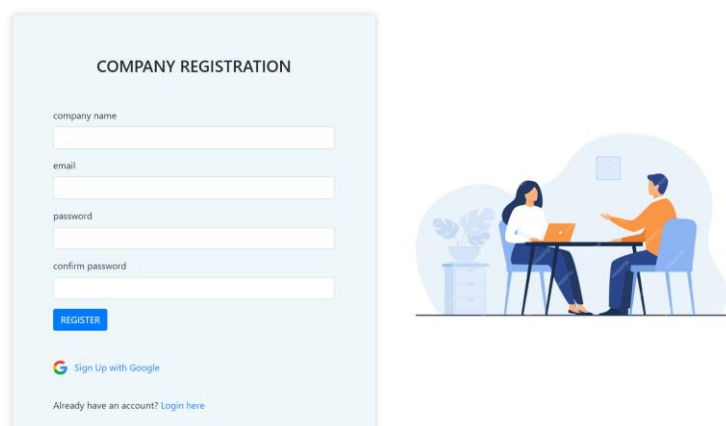 COMPANY REGISTRATION
company name
email
password
confirm password
REGISTER
Sign Up with Google
Already have an account? Login here